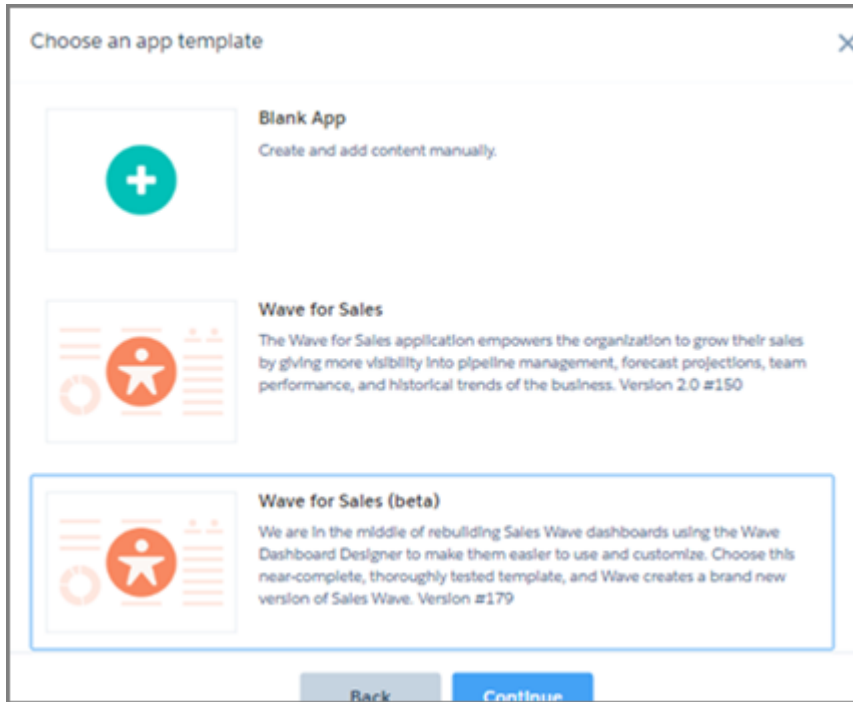 Choose an app template
Blank App
Create and add content manually.
Wave for Sales
The Wave for Sales application empowers the organization to grow their sales
by giving more visibility into pipeline management, forecast projections, team
performance, and historical trends of the business. Version 2.0 #150
Wave for Sales (beta)
We are in the middle of rebuilding Sales Wave dashboards using the Wave
Dashboard Designer to make them easier to use and customize. Choose this
near-complete, thoroughly tested template, and Wave creates a brand new
version of Sales Wave. Version #179
Back
Continue